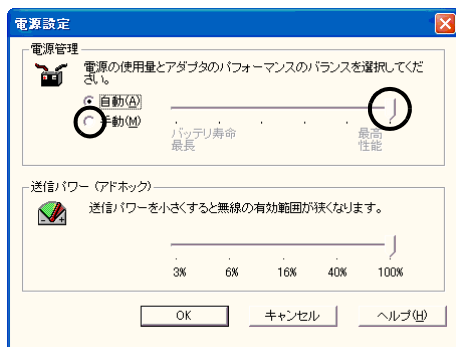 電源設定
電源管理
電源の使用量とアダプタのパフォーマンスのバランスを選択してくだ
さい。
自動(A)
手動(M)
バッテリ寿命 最高
最長 性能
送信パワー (アドホック)
送信パワーを小さくすると無線の有効範囲が狭くなります。
3% 6% 16% 40% 100%
OK キャンセル ヘルプ(H)